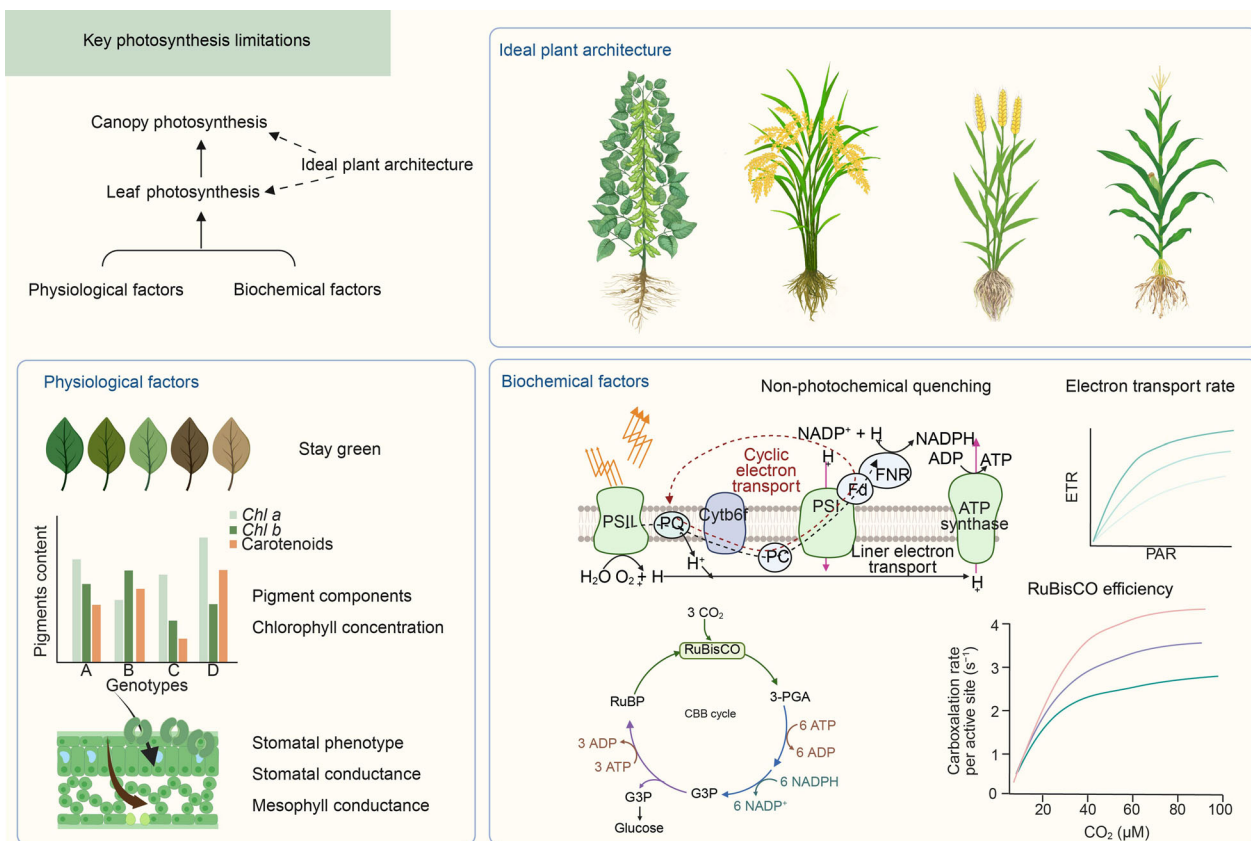 Key photosynthesis limitations
Canopy photosynthesis
Ideal plant architecture
Leaf photosynthesis
Physiological factors
Biochemical factors
Ideal plant architecture
Physiological factors
Stay green
Pigments content
Chl a
Chl b
Carotenoids
A B C D
Genotypes
Pigment components
Chlorophyll concentration
Stomatal phenotype
Stomatal conductance
Mesophyll conductance
Biochemical factors
Non-photochemical quenching
NADP⁺ + H
NADPH
H
+
Cyclic
electron
transport
Fd
FNR
ADP
ATP
PSII
PQ
Cytb6f
PSI
ATP
synthase
PC
Liner electron
transport
H⁺
H₂O O₂ + H
+
H
+
3 CO₂
RuBisCO
RuBP
3-PGA
CBB cycle
6 ATP
6 ADP
3 ADP
3 ATP
6 NADPH
6 NADP⁺
G3P
G3P
Glucose
Electron transport rate
ETR
PAR
RuBisCO efficiency
Carboxalation rate
per active site (s⁻¹)
4
3
2
1
0
20 40 60 80 100
CO₂ (µM)